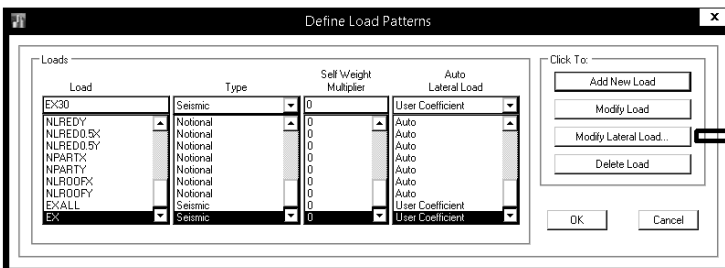 Define Load Patterns
x
Loads
Click To:
Load Type Self Weight Multiplier Auto Lateral Load
EX30 Seismic 0 User Coefficient
NLREDY Notional 0 Auto
NLRED0.5X Notional 0 Auto
NLRED0.5Y Notional 0 Auto
NPARTX Notional 0 Auto
NPARTY Notional 0 Auto
NLROOFX Notional 0 Auto
NLROOFY Notional 0 Auto
EXALL Seismic 0 User Coefficient
EX Seismic 0 User Coefficient
Add New Load
Modify Load
Modify Lateral Load...
Delete Load
OK Cancel